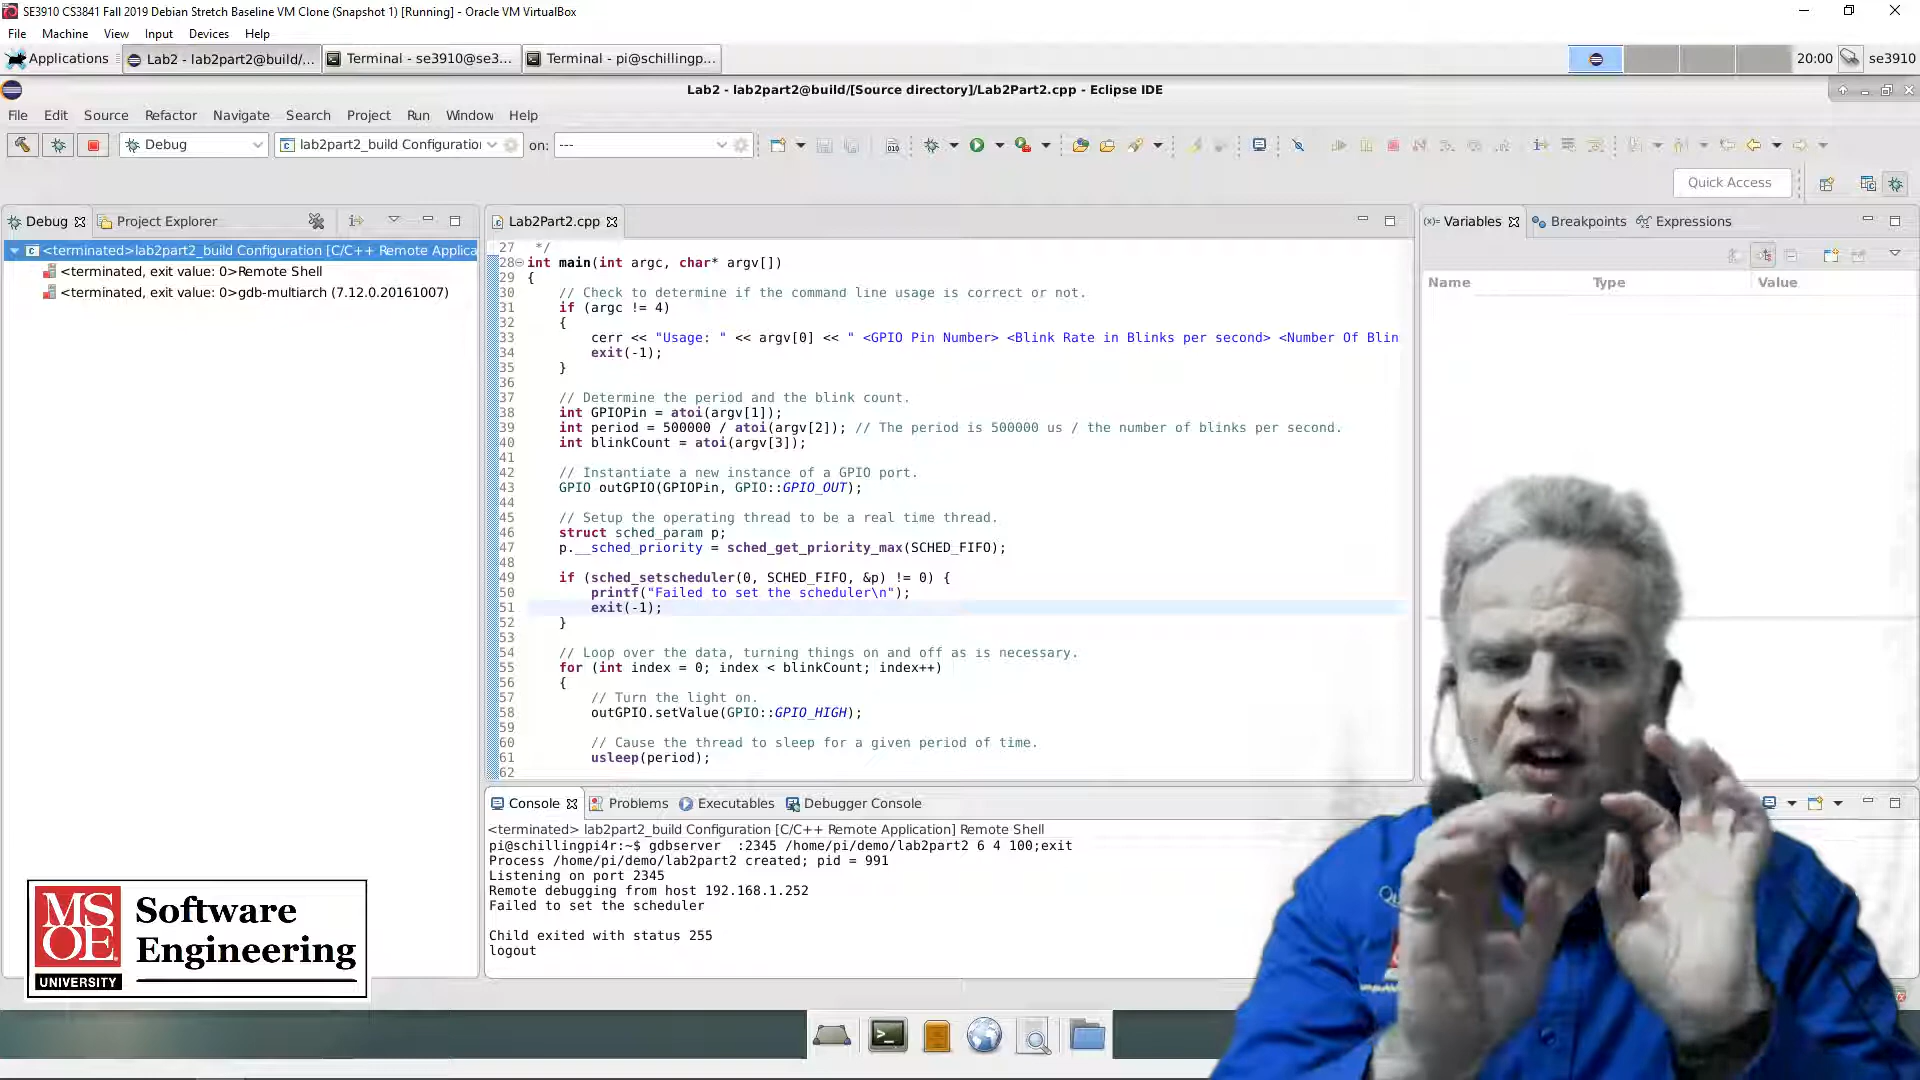 SE3910 CS3841 Fall 2019 Debian Stretch Baseline VM Clone (Snapshot 1) [Running] - Oracle VM VirtualBox
File Machine View Input Devices Help
Applications Lab2 - lab2part2@build/... Terminal - se3910@se3... Terminal - pi@schillingp... 20:00 se3910
Lab2 - lab2part2@build/[Source directory]/Lab2Part2.cpp - Eclipse IDE
File Edit Source Refactor Navigate Search Project Run Window Help
Debug lab2part2_build Configuration on: ---
Quick Access
Debug Project Explorer
<terminated>lab2part2_build Configuration [C/C++ Remote Applica
<terminated, exit value: 0>Remote Shell
<terminated, exit value: 0>gdb-multiarch (7.12.0.20161007)
Lab2Part2.cpp
27 */
28 int main(int argc, char* argv[])
29 {
30 // Check to determine if the command line usage is correct or not.
31 if (argc != 4)
32 {
33 cerr << "Usage: " << argv[0] << " <GPIO Pin Number> <Blink Rate in Blinks per second> <Number Of Blin
34 exit(-1);
35 }
36
37 // Determine the period and the blink count.
38 int GPIOPin = atoi(argv[1]);
39 int period = 500000 / atoi(argv[2]); // The period is 500000 us / the number of blinks per second.
40 int blinkCount = atoi(argv[3]);
41
42 // Instantiate a new instance of a GPIO port.
43 GPIO outGPIO(GPIOPin, GPIO::GPIO_OUT);
44
45 // Setup the operating thread to be a real time thread.
46 struct sched_param p;
47 p.__sched_priority = sched_get_priority_max(SCHED_FIFO);
48
49 if (sched_setscheduler(0, SCHED_FIFO, &p) != 0) {
50 printf("Failed to set the scheduler\n");
51 exit(-1);
52 }
53
54 // Loop over the data, turning things on and off as is necessary.
55 for (int index = 0; index < blinkCount; index++)
56 {
57 // Turn the light on.
58 outGPIO.setValue(GPIO::GPIO_HIGH);
59
60 // Cause the thread to sleep for a given period of time.
61 usleep(period);
62
(x)= Variables Breakpoints Expressions
Name Type Value
Console Problems Executables Debugger Console
<terminated> lab2part2_build Configuration [C/C++ Remote Application] Remote Shell
pi@schillingpi4r:~$ gdbserver :2345 /home/pi/demo/lab2part2 6 4 100;exit
Process /home/pi/demo/lab2part2 created; pid = 991
Listening on port 2345
Remote debugging from host 192.168.1.252
Failed to set the scheduler
Child exited with status 255
logout
MSOE
UNIVERSITY
Software
Engineering